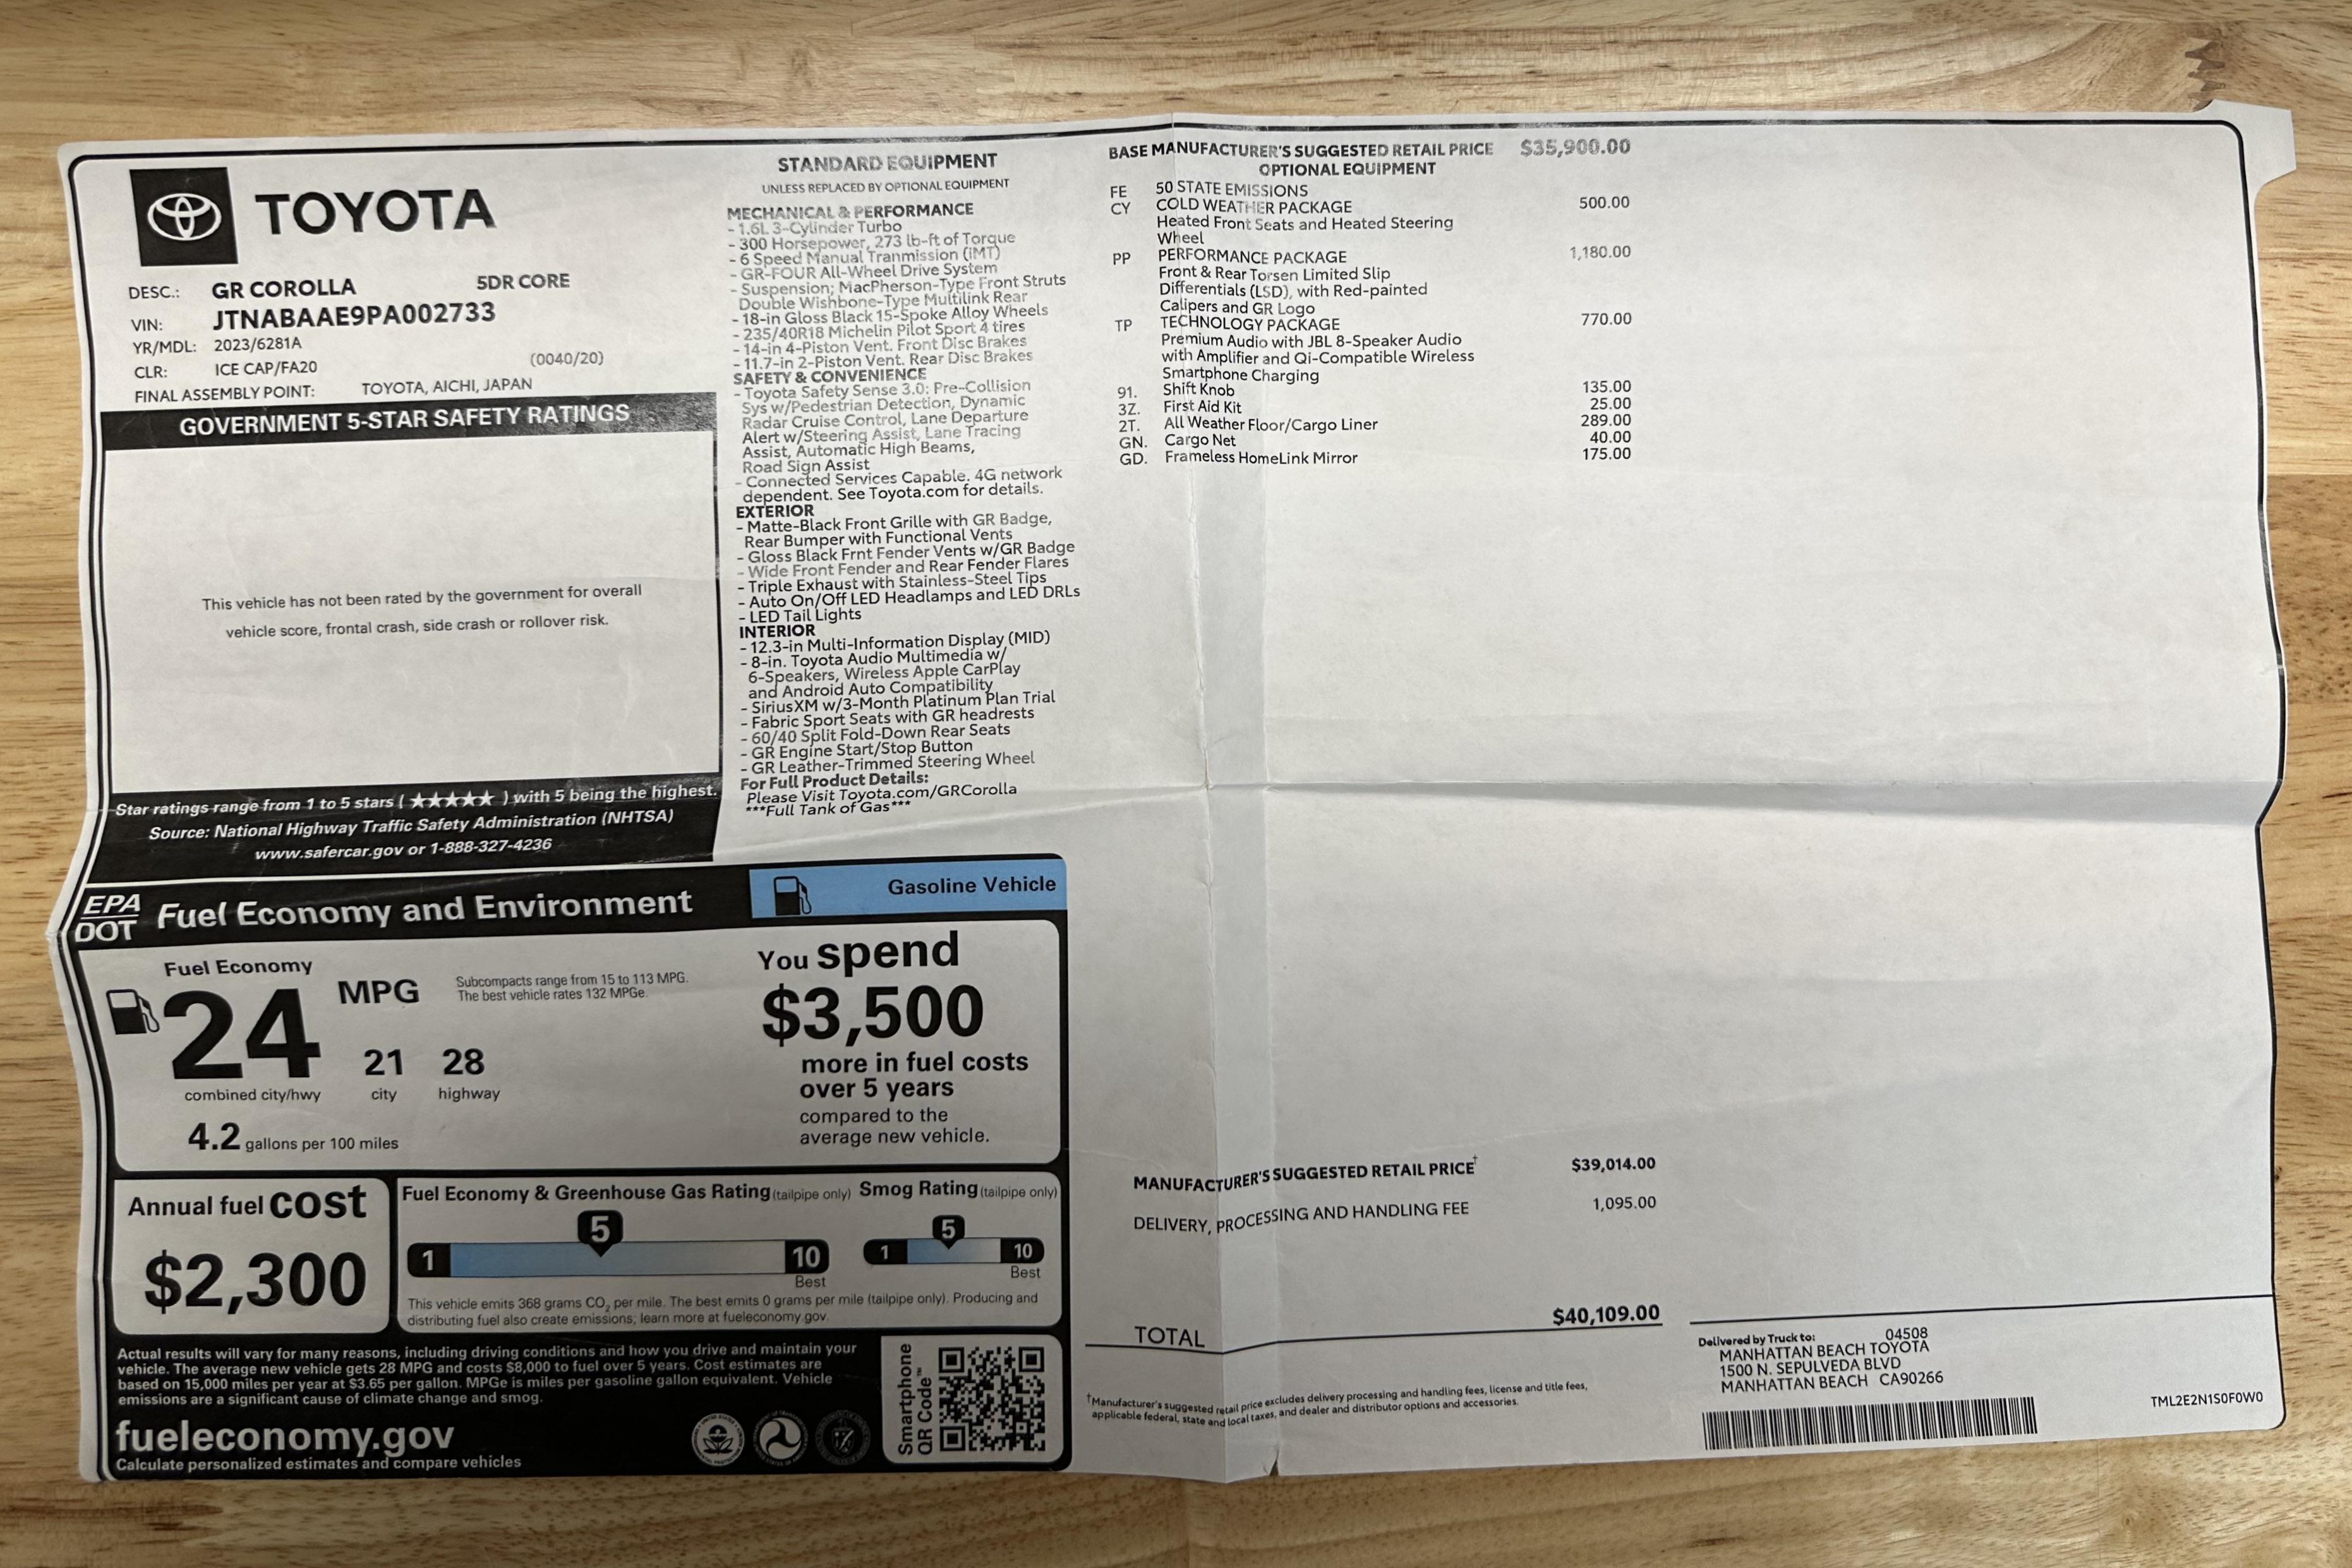 TOYOTA
DESC.: GR COROLLA 5DR CORE
VIN: JTNABAAE9PA002733
YR/MDL: 2023/6281A
CLR: ICE CAP/FA20 (0040/20)
FINAL ASSEMBLY POINT: TOYOTA, AICHI, JAPAN
GOVERNMENT 5-STAR SAFETY RATINGS
This vehicle has not been rated by the government for overall
vehicle score, frontal crash, side crash or rollover risk.
Star ratings range from 1 to 5 stars (★★★★★) with 5 being the highest.
Source: National Highway Traffic Safety Administration (NHTSA)
www.safercar.gov or 1-888-327-4236
STANDARD EQUIPMENT
UNLESS REPLACED BY OPTIONAL EQUIPMENT
MECHANICAL & PERFORMANCE
- 1.6L 3-Cylinder Turbo
- 300 Horsepower, 273 lb-ft of Torque
- 6 Speed Manual Tranmission (iMT)
- GR-FOUR All-Wheel Drive System
- Suspension; MacPherson-Type Front Struts
Double Wishbone-Type Multilink Rear
- 18-in Gloss Black 15-Spoke Alloy Wheels
- 235/40R18 Michelin Pilot Sport 4 tires
- 14-in 4-Piston Vent. Front Disc Brakes
- 11.7-in 2-Piston Vent. Rear Disc Brakes
SAFETY & CONVENIENCE
- Toyota Safety Sense 3.0: Pre-Collision
Sys w/Pedestrian Detection, Dynamic
Radar Cruise Control, Lane Departure
Alert w/Steering Assist, Lane Tracing
Assist, Automatic High Beams,
Road Sign Assist
- Connected Services Capable. 4G network
dependent. See Toyota.com for details.
EXTERIOR
- Matte-Black Front Grille with GR Badge,
Rear Bumper with Functional Vents
- Gloss Black Frnt Fender Vents w/GR Badge
- Wide Front Fender and Rear Fender Flares
- Triple Exhaust with Stainless-Steel Tips
- Auto On/Off LED Headlamps and LED DRLs
- LED Tail Lights
INTERIOR
- 12.3-in Multi-Information Display (MID)
- 8-in. Toyota Audio Multimedia w/
6-Speakers, Wireless Apple CarPlay
and Android Auto Compatibility
- SiriusXM w/3-Month Platinum Plan Trial
- Fabric Sport Seats with GR headrests
- 60/40 Split Fold-Down Rear Seats
- GR Engine Start/Stop Button
- GR Leather-Trimmed Steering Wheel
For Full Product Details:
Please Visit Toyota.com/GRCorolla
***Full Tank of Gas***
BASE MANUFACTURER'S SUGGESTED RETAIL PRICE $35,900.00
OPTIONAL EQUIPMENT
FE 50 STATE EMISSIONS
CY COLD WEATHER PACKAGE 500.00
Heated Front Seats and Heated Steering
Wheel
PP PERFORMANCE PACKAGE 1,180.00
Front & Rear Torsen Limited Slip
Differentials (LSD), with Red-painted
Calipers and GR Logo
TP TECHNOLOGY PACKAGE 770.00
Premium Audio with JBL 8-Speaker Audio
with Amplifier and Qi-Compatible Wireless
Smartphone Charging
91. Shift Knob 135.00
3Z. First Aid Kit 25.00
2T. All Weather Floor/Cargo Liner 289.00
GN. Cargo Net 40.00
GD. Frameless HomeLink Mirror 175.00
EPA
DOT
Fuel Economy and Environment
Gasoline Vehicle
Fuel Economy
24 MPG
Subcompacts range from 15 to 113 MPG.
The best vehicle rates 132 MPGe.
21 28
combined city/hwy city highway
4.2 gallons per 100 miles
You spend
$3,500
more in fuel costs
over 5 years
compared to the
average new vehicle.
Annual fuel cost
$2,300
Fuel Economy & Greenhouse Gas Rating (tailpipe only) Smog Rating (tailpipe only)
5
1 10
Best
5
1 10
Best
This vehicle emits 368 grams CO₂ per mile. The best emits 0 grams per mile (tailpipe only). Producing and
distributing fuel also create emissions; learn more at fueleconomy.gov.
Actual results will vary for many reasons, including driving conditions and how you drive and maintain your
vehicle. The average new vehicle gets 28 MPG and costs $8,000 to fuel over 5 years. Cost estimates are
based on 15,000 miles per year at $3.65 per gallon. MPGe is miles per gasoline gallon equivalent. Vehicle
emissions are a significant cause of climate change and smog.
fueleconomy.gov
Calculate personalized estimates and compare vehicles
Smartphone
QR Code™
MANUFACTURER'S SUGGESTED RETAIL PRICE† $39,014.00
DELIVERY, PROCESSING AND HANDLING FEE 1,095.00
TOTAL $40,109.00
†Manufacturer's suggested retail price excludes delivery processing and handling fees, license and title fees,
applicable federal, state and local taxes, and dealer and distributor options and accessories.
Delivered by Truck to: 04508
MANHATTAN BEACH TOYOTA
1500 N. SEPULVEDA BLVD
MANHATTAN BEACH CA90266
TML2E2N1S0F0W0